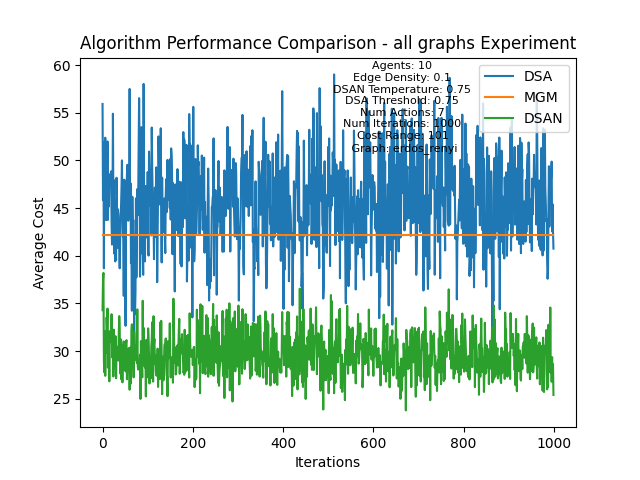 Algorithm Performance Comparison - all graphs Experiment
60
55
50
45
40
35
30
25
Average Cost
Agents: 10
Edge Density: 0.1
DSAN Temperature: 0.75
DSA Threshold: 0.75
Num Actions: 7
Num Iterations: 1000
Cost Range: 101
Graph: erdos_renyi
DSA
MGM
DSAN
0
200
400
600
800
1000
Iterations